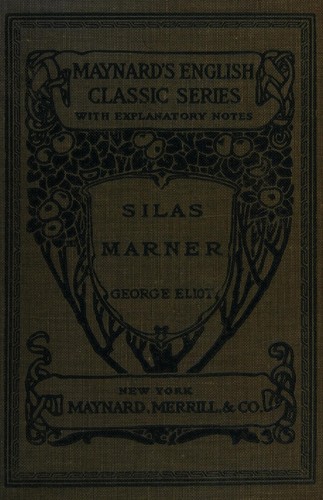 MAYNARD'S ENGLISH
CLASSIC SERIES
WITH EXPLANATORY NOTES
SILAS
MARNER
GEORGE ELIOT
NEW YORK
MAYNARD, MERRILL, & CO.